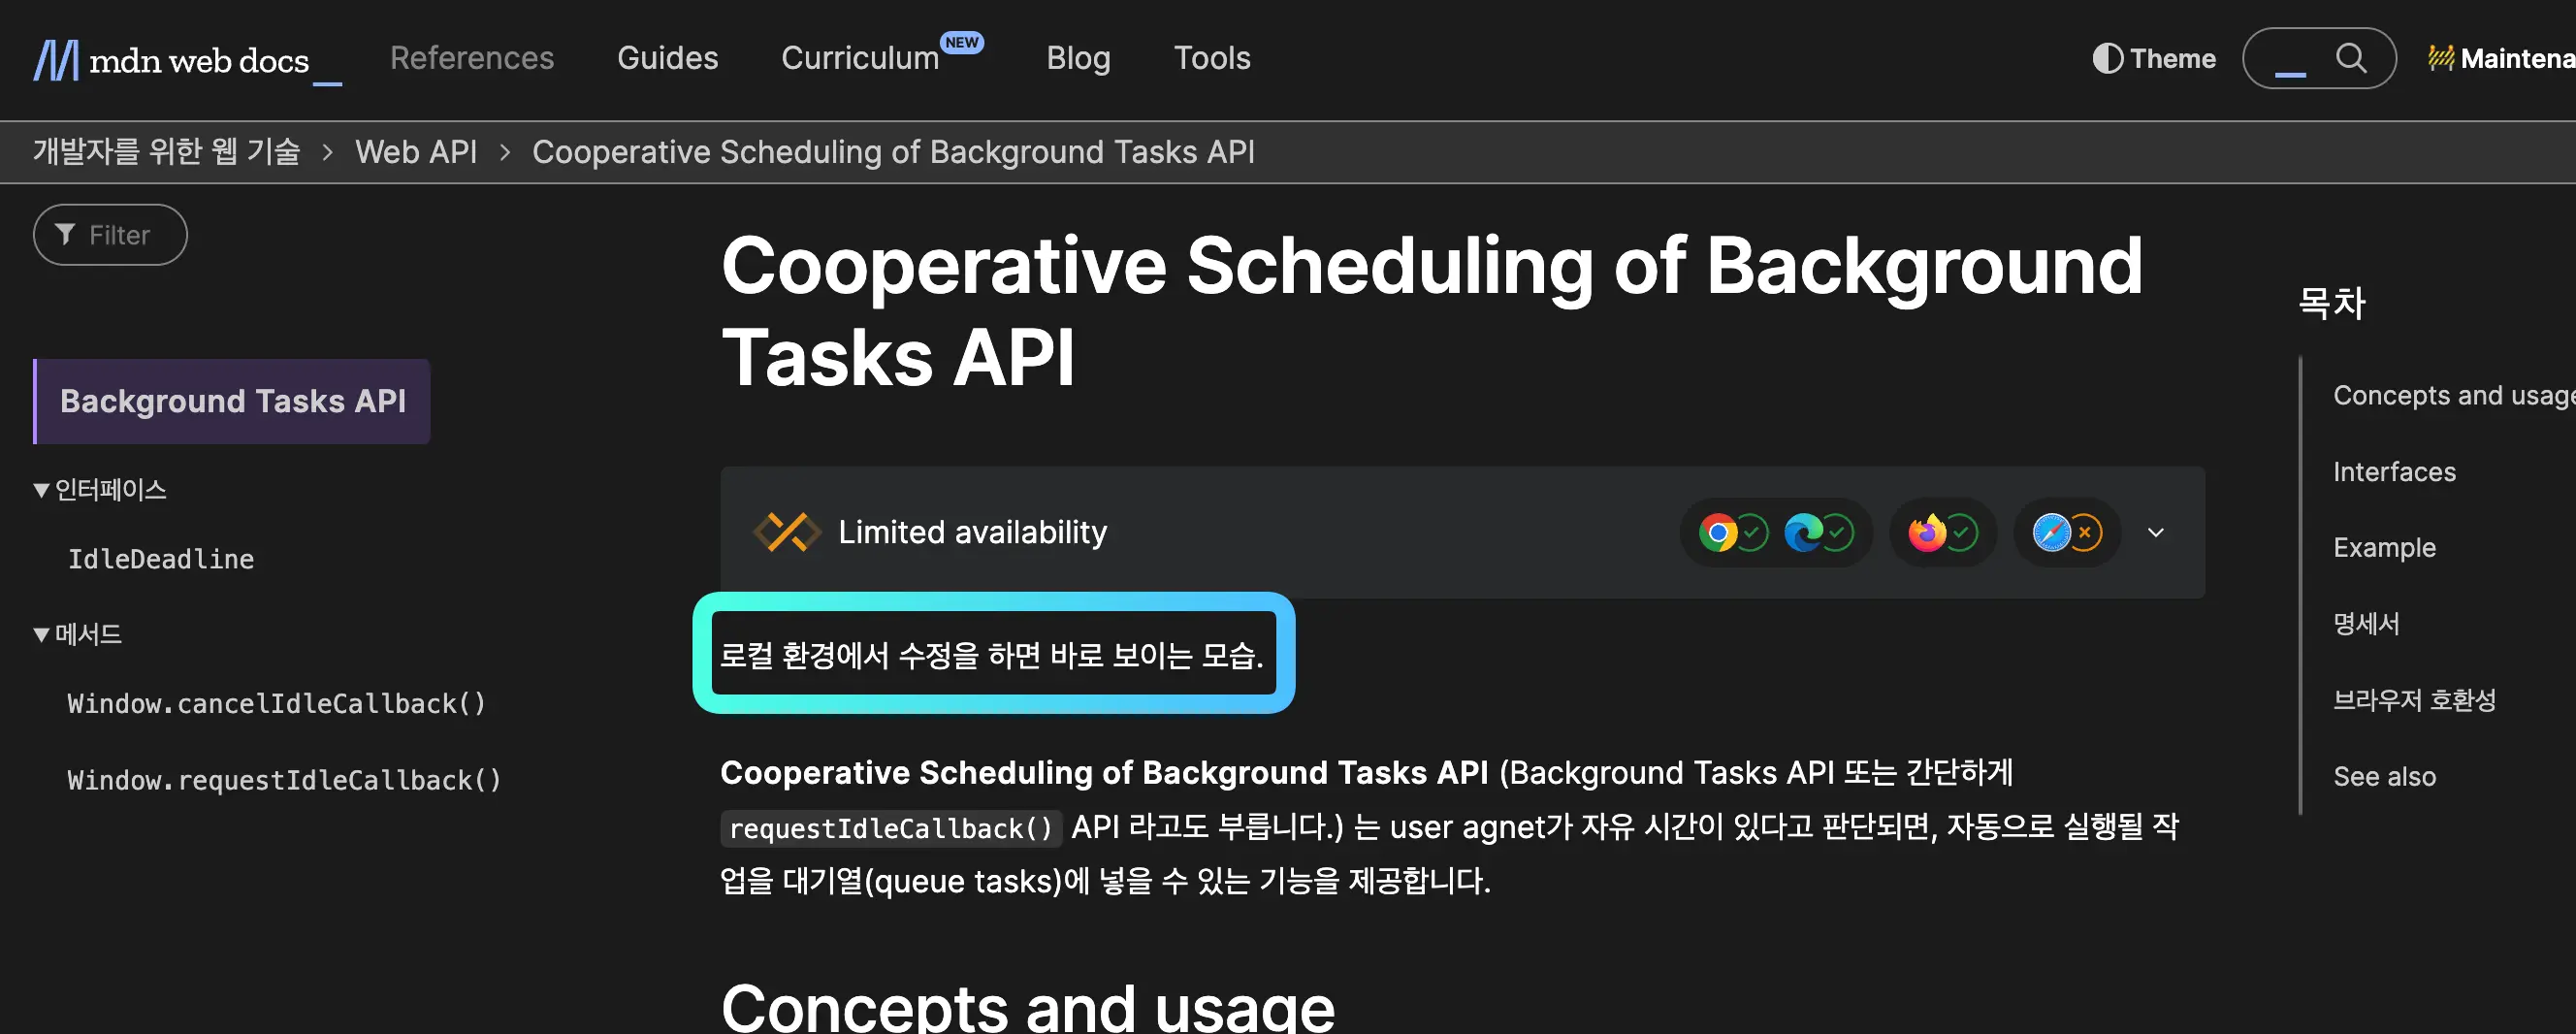 mdn web docs_
References
Guides
Curriculum NEW
Blog
Tools
Theme
🚧 Maintena
개발자를 위한 웹 기술 > Web API > Cooperative Scheduling of Background Tasks API
Filter
Background Tasks API
▼인터페이스
IdleDeadline
▼메서드
Window.cancelIdleCallback()
Window.requestIdleCallback()
Cooperative Scheduling of Background
Tasks API
Limited availability
로컬 환경에서 수정을 하면 바로 보이는 모습.
Cooperative Scheduling of Background Tasks API (Background Tasks API 또는 간단하게
requestIdleCallback() API 라고도 부릅니다.) 는 user agnet가 자유 시간이 있다고 판단되면, 자동으로 실행될 작
업을 대기열(queue tasks)에 넣을 수 있는 기능을 제공합니다.
Concepts and usage
목차
Concepts and usage
Interfaces
Example
명세서
브라우저 호환성
See also